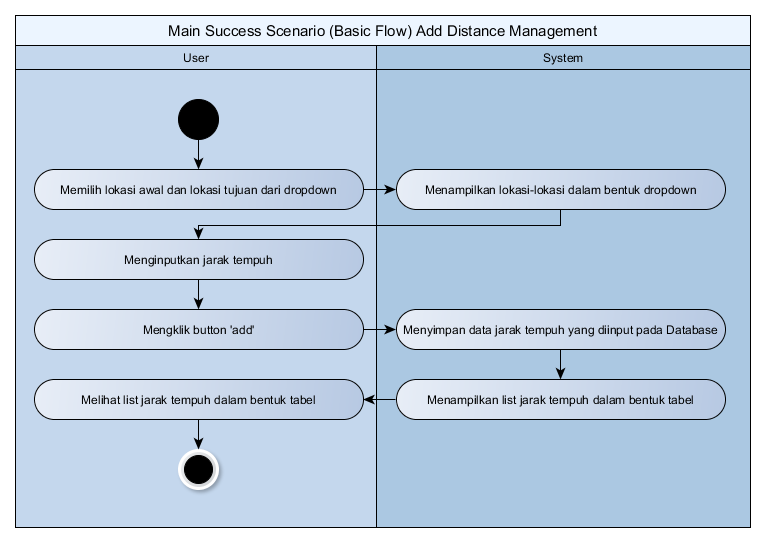 Main Success Scenario (Basic Flow) Add Distance Management
User
System
Memilih lokasi awal dan lokasi tujuan dari dropdown
Menampilkan lokasi-lokasi dalam bentuk dropdown
Menginputkan jarak tempuh
Mengklik button 'add'
Menyimpan data jarak tempuh yang diinput pada Database
Melihat list jarak tempuh dalam bentuk tabel
Menampilkan list jarak tempuh dalam bentuk tabel